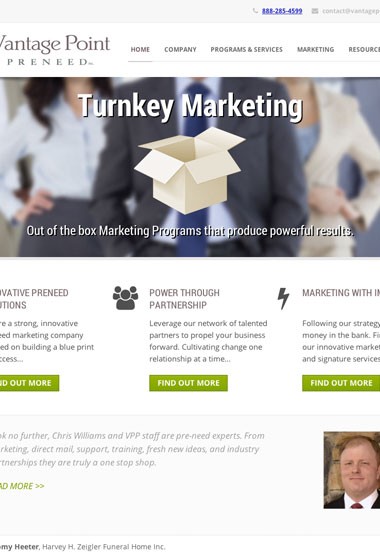 888-285-4599 contact@vantagep
Vantage Point
PRENEED
HOME COMPANY PROGRAMS & SERVICES MARKETING RESOURC
Turnkey Marketing
Out of the box Marketing Programs that produce powerful results.
OVATIVE PRENEED
UTIONS
re a strong, innovative
eed marketing company
ed on building a blue print
ccess...
ND OUT MORE
POWER THROUGH
PARTNERSHIP
Leverage our network of talented
partners to propel your business
forward. Cultivating change one
relationship at a time...
FIND OUT MORE
MARKETING WITH IM
Following our strategy
money in the bank. Fi
our innovative market
and signature services
FIND OUT MORE
ok no further, Chris Williams and VPP staff are pre-need experts. From
rketing, direct mail, support, training, fresh new ideas, and industry
rtnerships they are truly a one stop shop.
AD MORE >>
omy Heeter, Harvey H. Zeigler Funeral Home Inc.